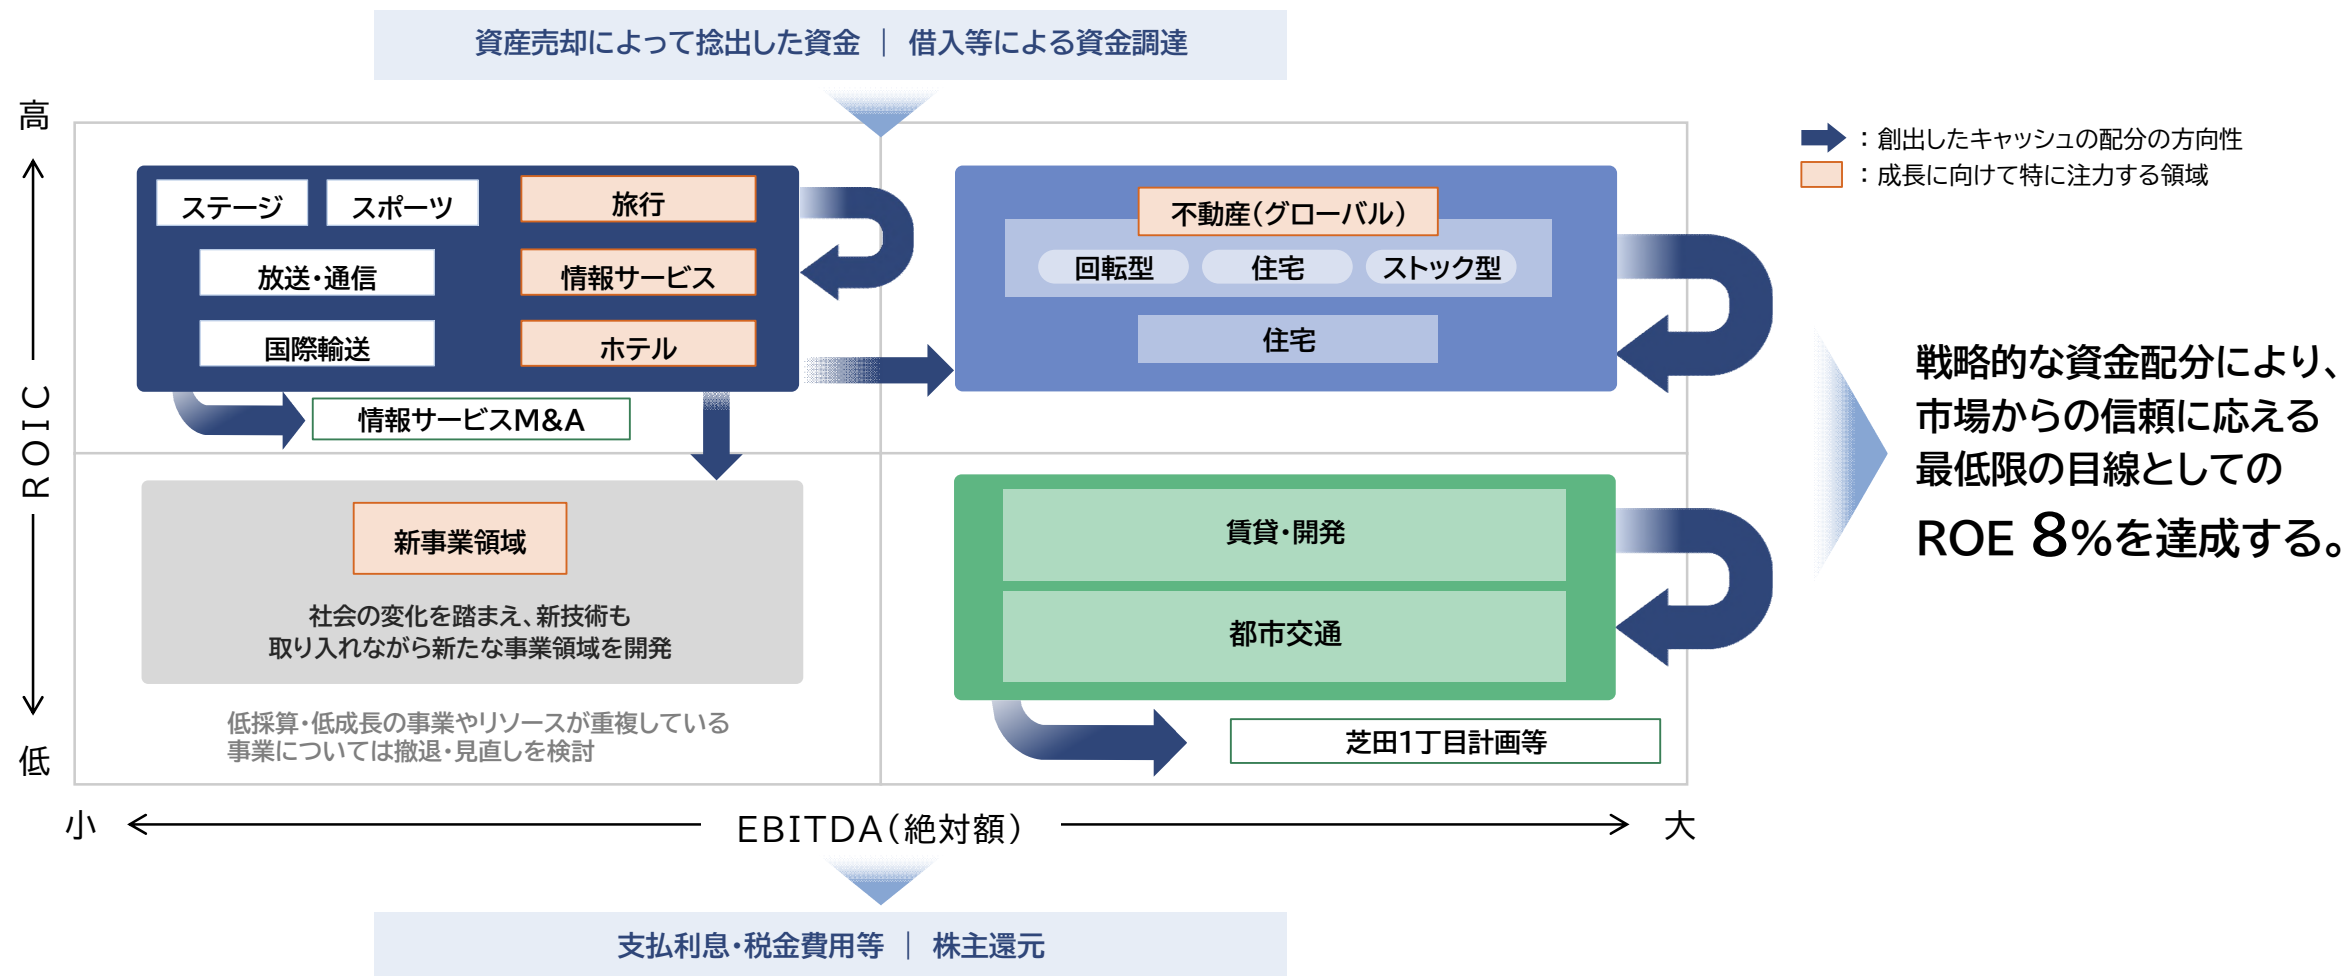 資産売却によって捻出した資金 | 借入等による資金調達
高
ROIC
低
：創出したキャッシュの配分の方向性
：成長に向けて特に注力する領域
ステージ
スポーツ
旅行
放送・通信
情報サービス
国際輸送
ホテル
情報サービスM&A
不動産（グローバル）
回転型
住宅
ストック型
住宅
新事業領域
社会の変化を踏まえ、新技術も
取り入れながら新たな事業領域を開発
低採算・低成長の事業やリソースが重複している
事業については撤退・見直しを検討
賃貸・開発
都市交通
芝田1丁目計画等
戦略的な資金配分により、
市場からの信頼に応える
最低限の目線としての
ROE 8%を達成する。
小
EBITDA（絶対額）
大
支払利息・税金費用等 | 株主還元